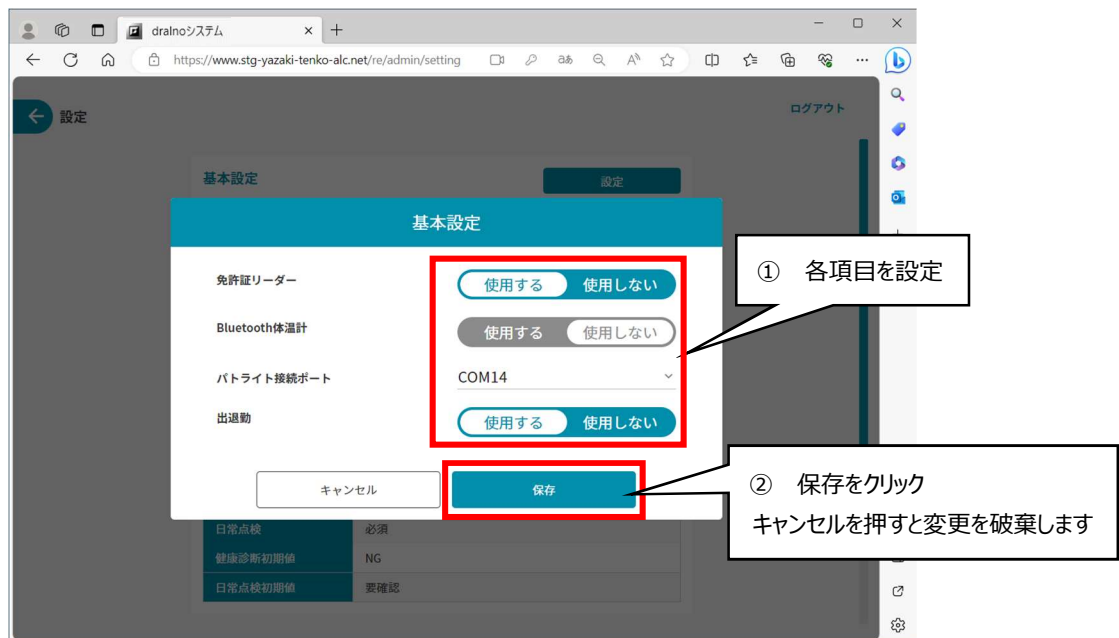 dralnoシステム
https://www.stg-yazaki-tenko-alc.net/re/admin/setting
設定
ログアウト
基本設定
設定
基本設定
免許証リーダー
使用する 使用しない
Bluetooth体温計
使用する 使用しない
パトライト接続ポート
COM14
出退勤
使用する 使用しない
キャンセル
保存
① 各項目を設定
② 保存をクリック
キャンセルを押すと変更を破棄します
日常点検 必須
健康診断初期値 NG
日常点検初期値 要確認